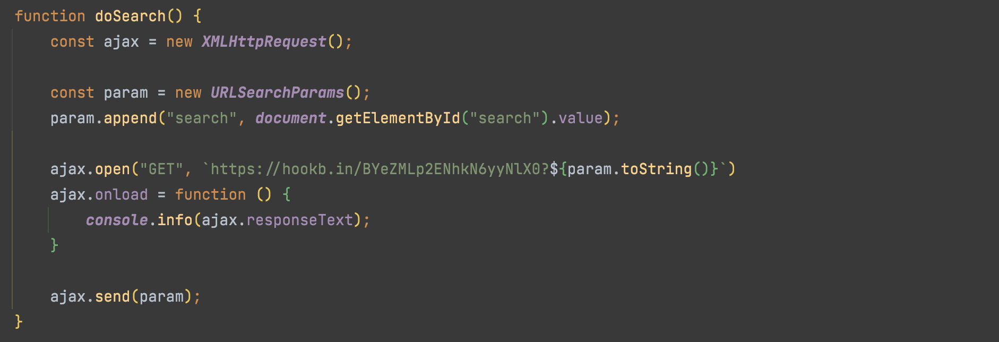 function doSearch() {
    const ajax = new XMLHttpRequest();

    const param = new URLSearchParams();
    param.append("search", document.getElementById("search").value);

    ajax.open("GET", `https://hookb.in/BYeZMLp2ENhkN6yyNlX0?${param.toString()}`)
    ajax.onload = function () {
        console.info(ajax.responseText);
    }

    ajax.send(param);
}